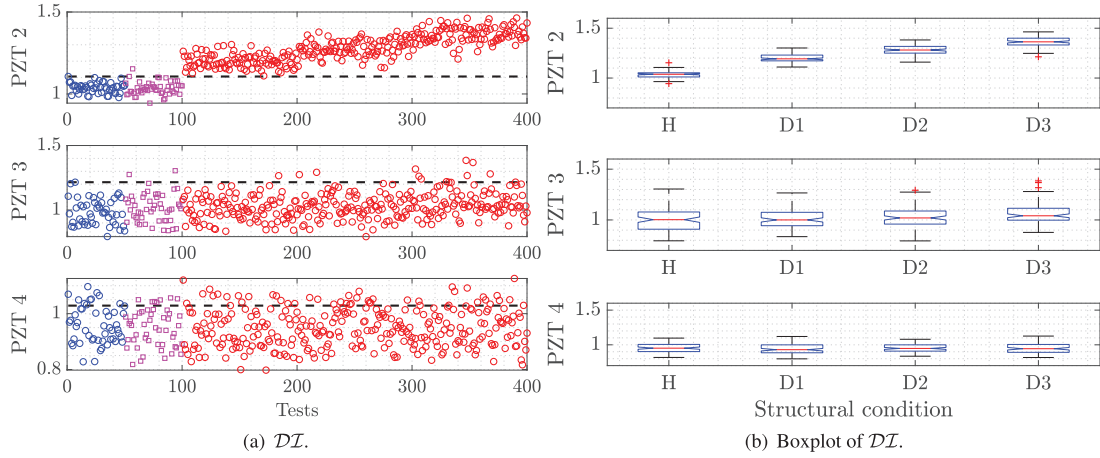 1.5
1
PZT 2
0
100
200
300
400
1.5
1
PZT 3
0
100
200
300
400
1
0.8
PZT 4
0
100
200
300
400
Tests
(a) DI.
1.5
1
PZT 2
H
D1
D2
D3
1.5
1
PZT 3
H
D1
D2
D3
1.5
1
PZT 4
H
D1
D2
D3
Structural condition
(b) Boxplot of DI.